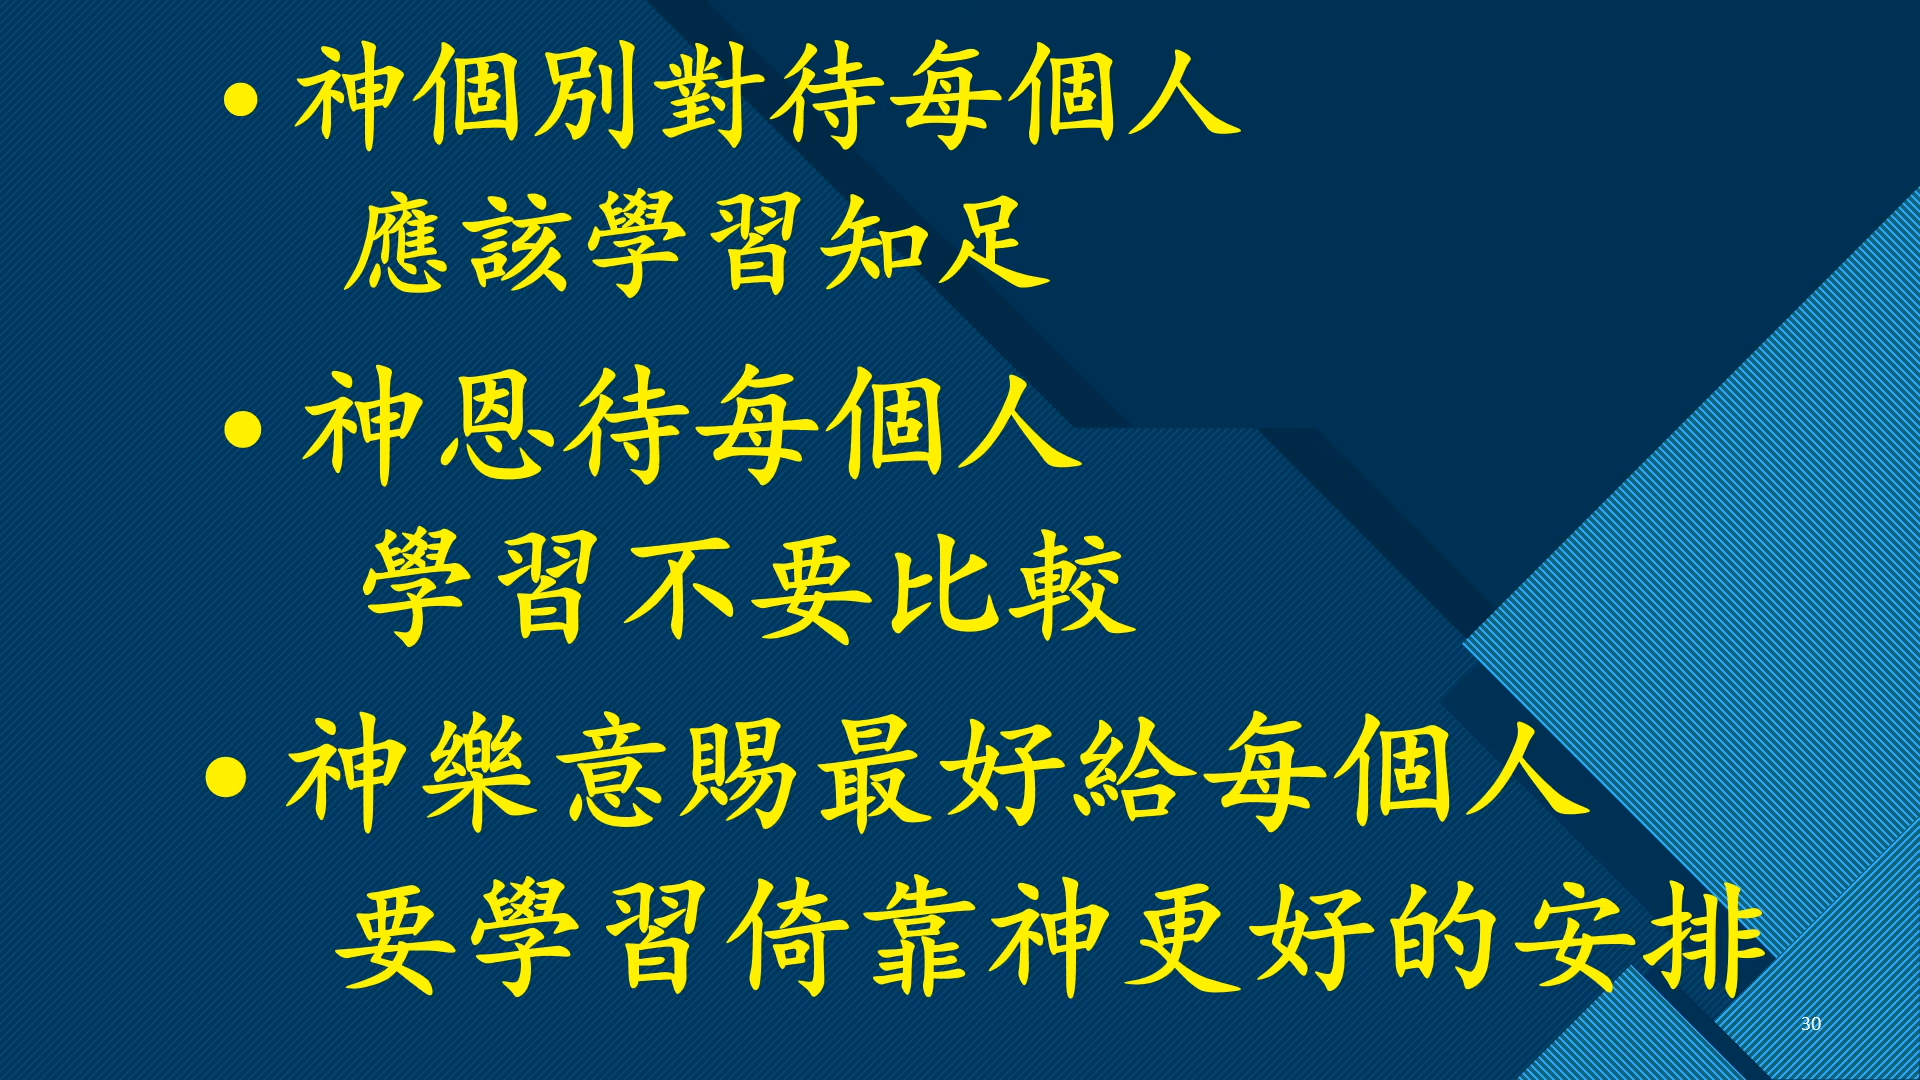 • 神個別對待每個人
應該學習知足
• 神恩待每個人
學習不要比較
• 神樂意賜最好給每個人
要學習倚靠神更好的安排
30